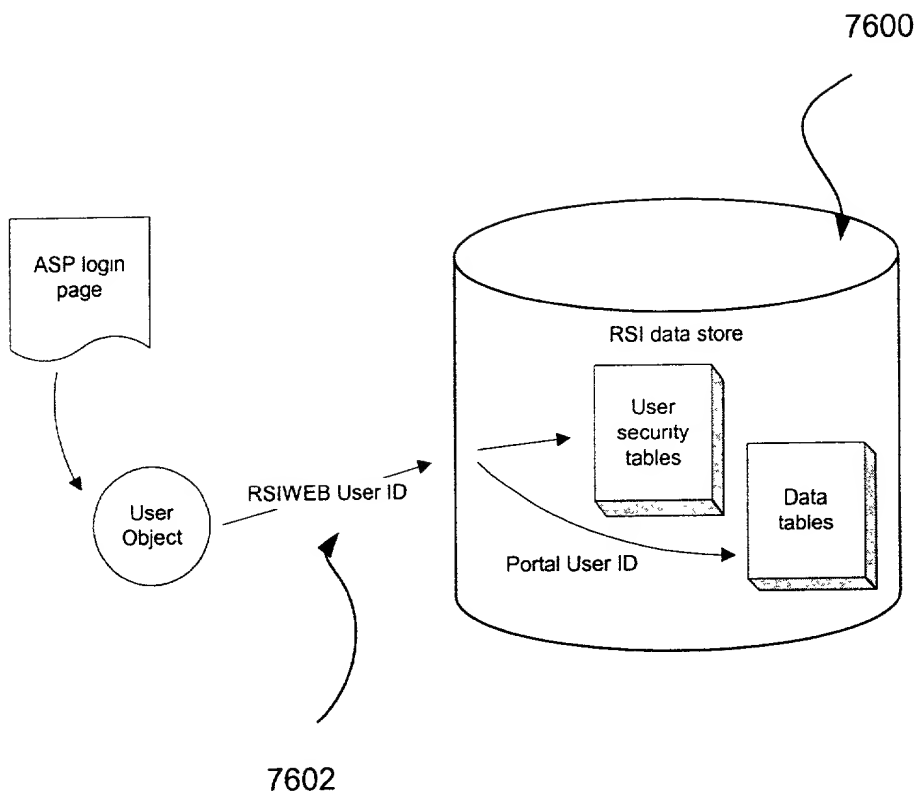 7600
ASP login
page
RSI data store
User
security
tables
Data
tables
RSIWEB User ID
User
Object
Portal User ID
7602